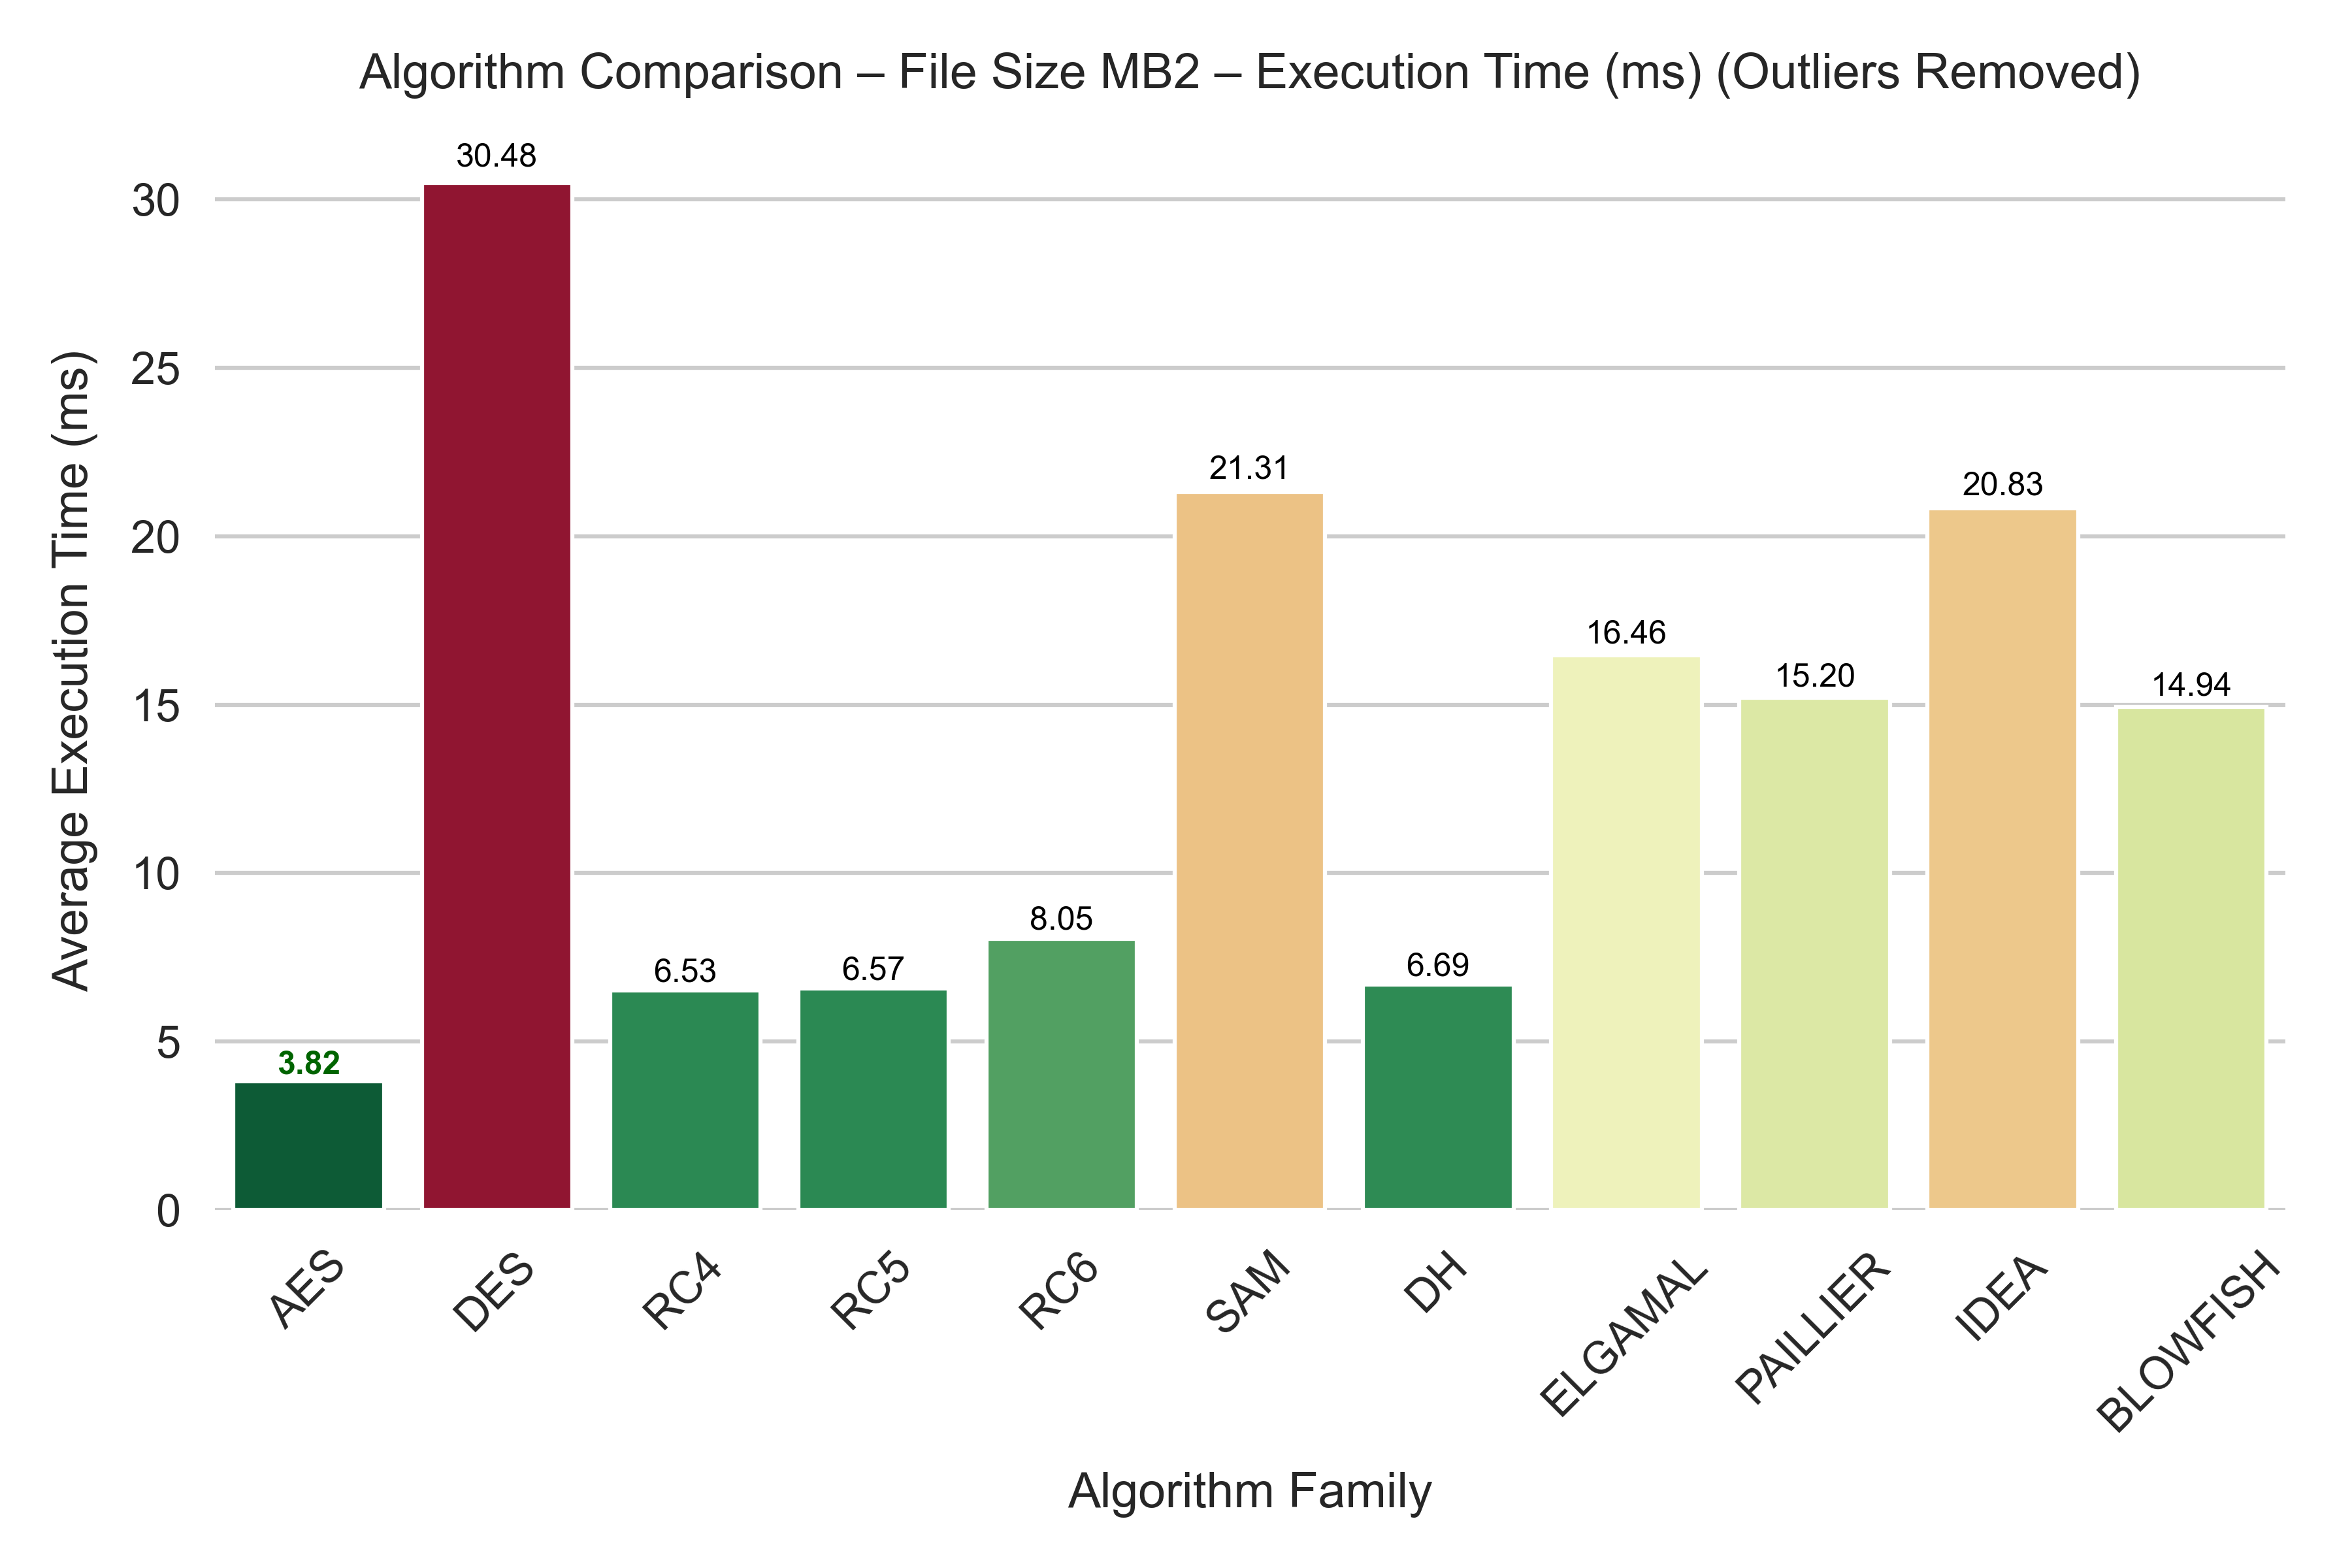 Algorithm Comparison – File Size MB2 – Execution Time (ms) (Outliers Removed)
Average Execution Time (ms)
30
25
20
15
10
5
0
3.82
30.48
6.53
6.57
8.05
21.31
6.69
16.46
15.20
20.83
14.94
AES
DES
RC4
RC5
RC6
SAM
DH
ELGAMAL
PAILLIER
IDEA
BLOWFISH
Algorithm Family